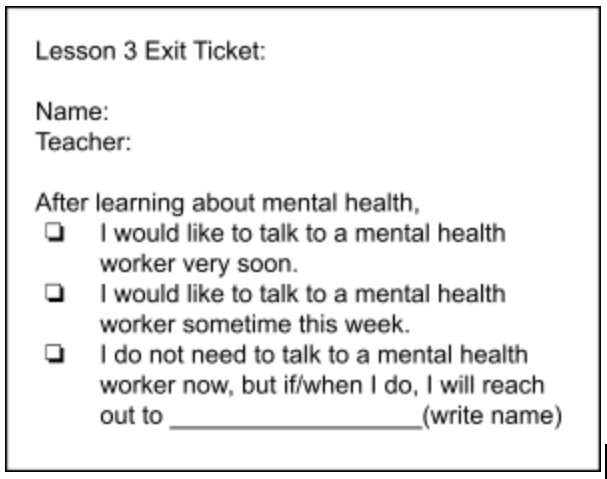 Lesson 3 Exit Ticket:
Name:
Teacher:
After learning about mental health,
❏ I would like to talk to a mental health
worker very soon.
❏ I would like to talk to a mental health
worker sometime this week.
❏ I do not need to talk to a mental health
worker now, but if/when I do, I will reach
out to ____________________(write name)